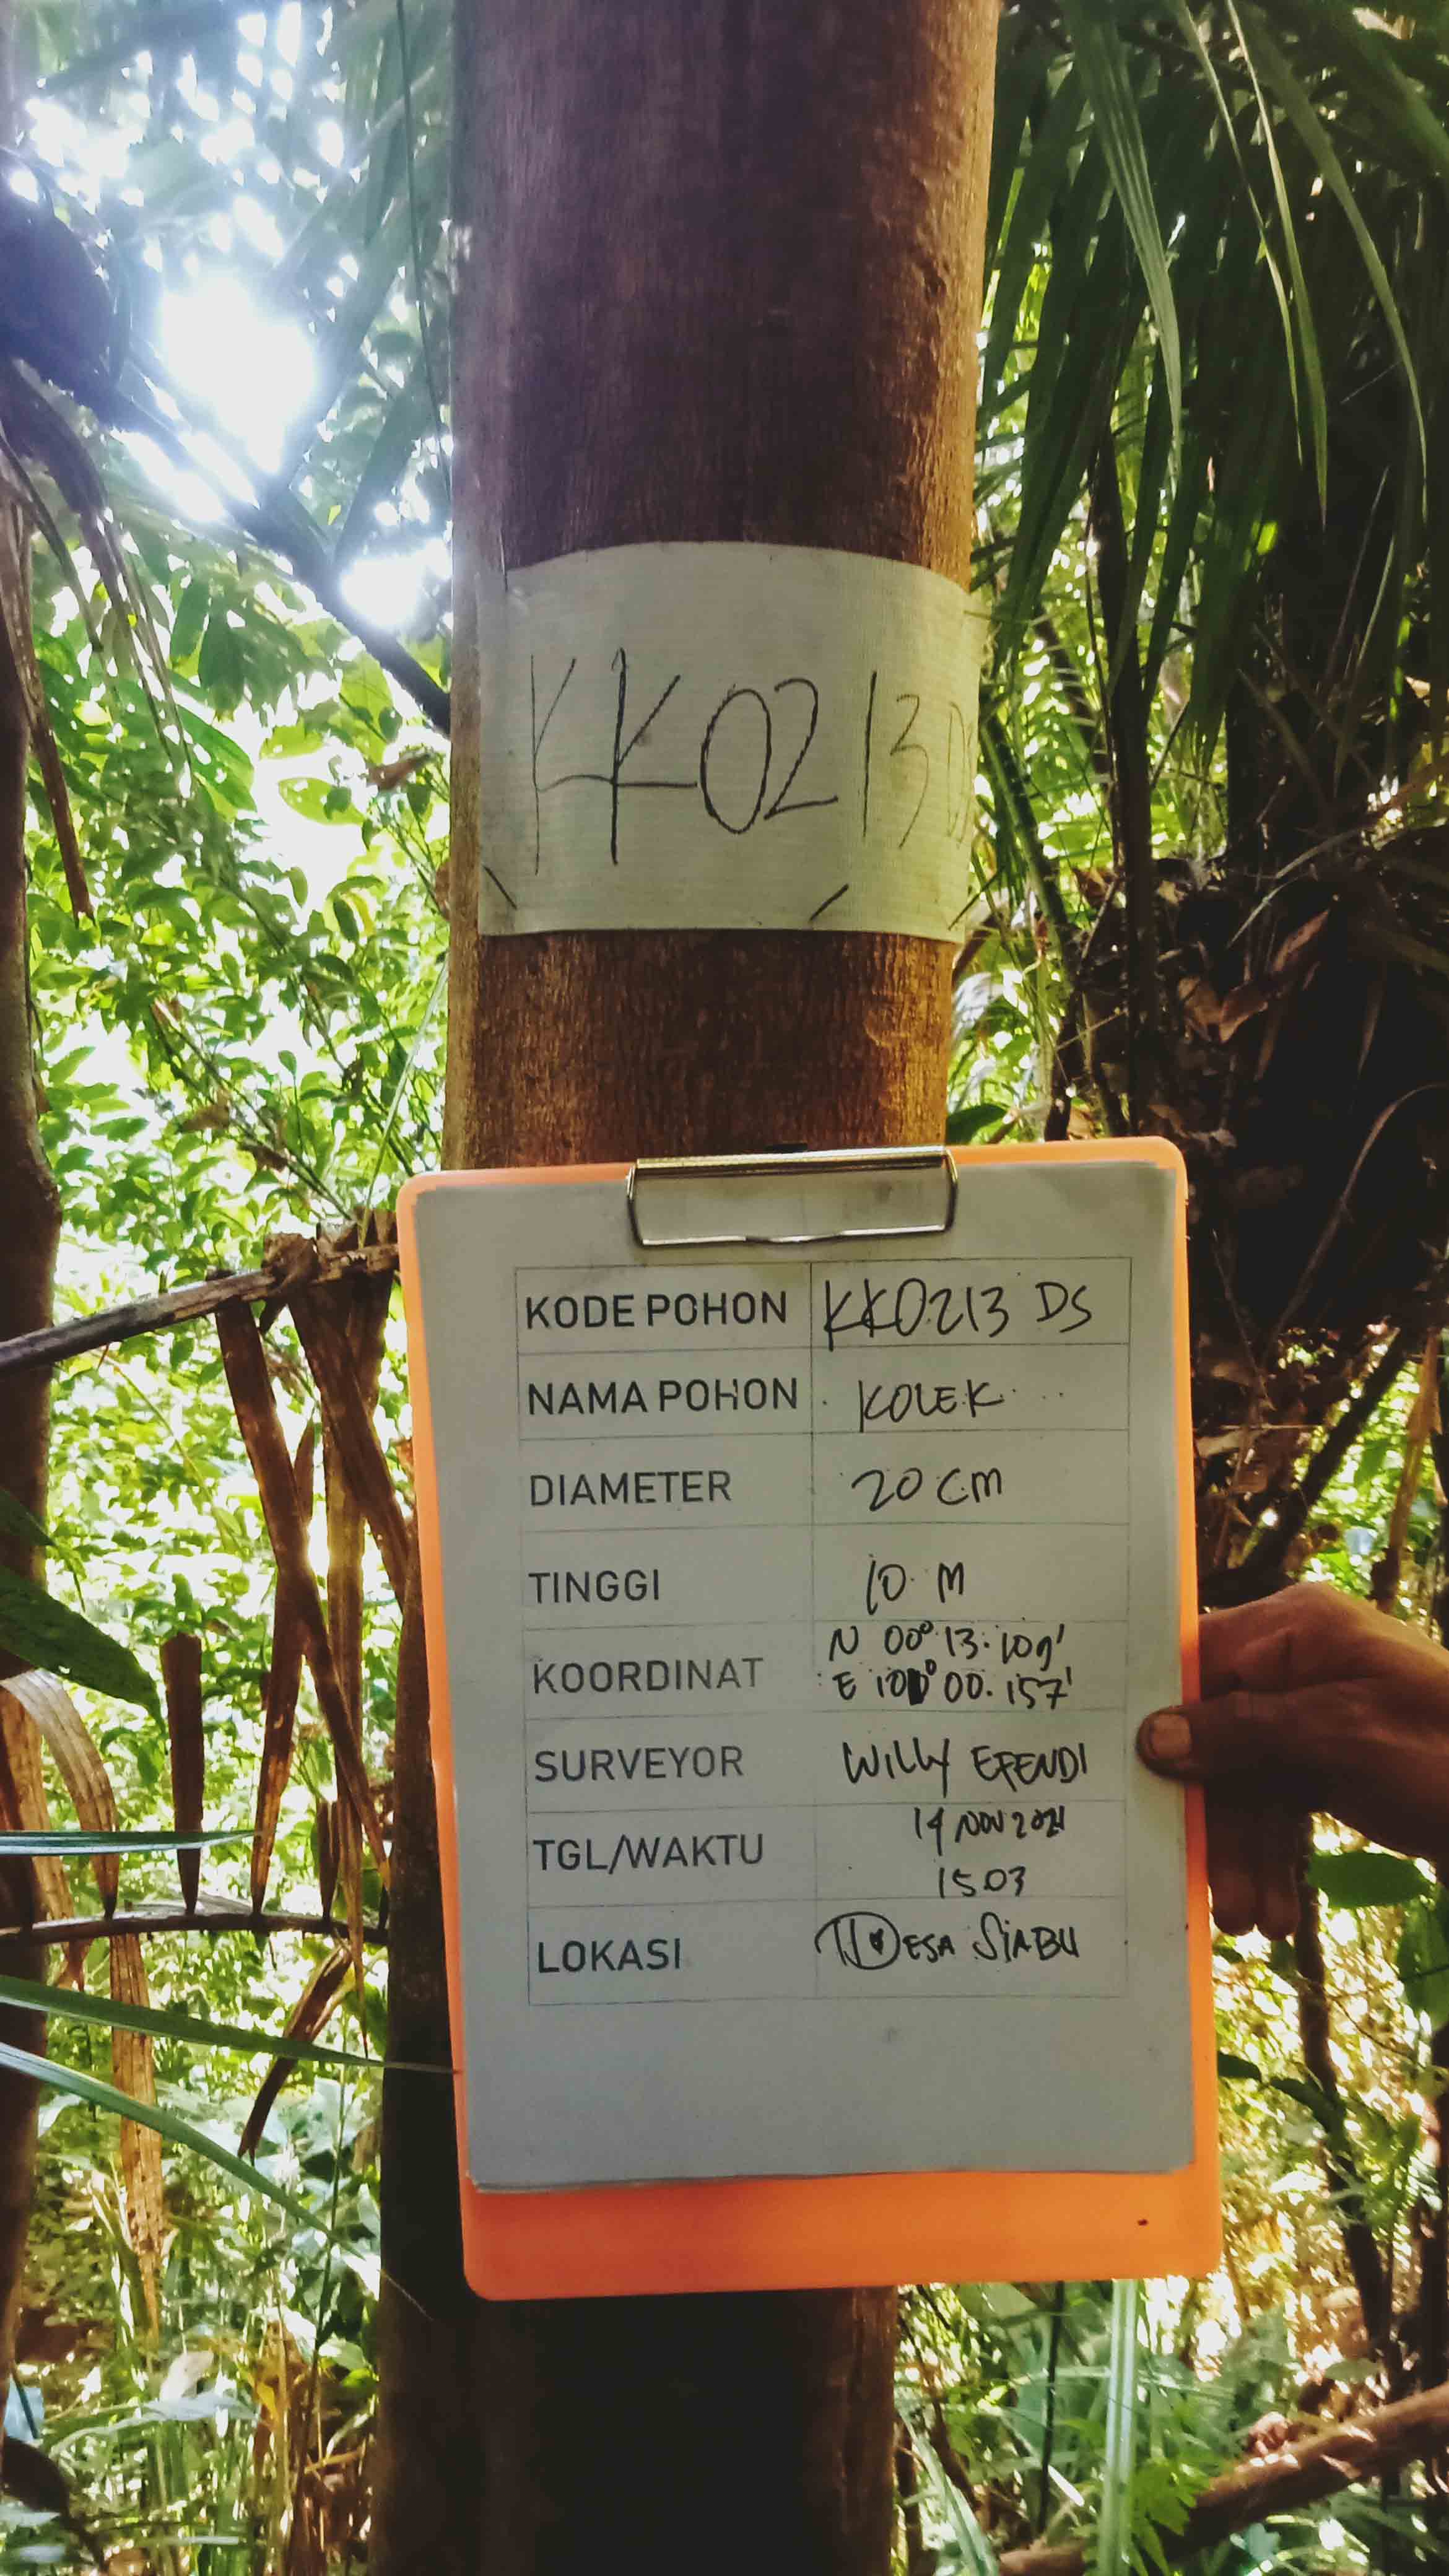 KK0213 DS
KODE POHON KK0213 DS
NAMA POHON KOLEK
DIAMETER 20 CM
TINGGI 10 M
KOORDINAT N 00° 13. 109'
E 100° 00. 157'
SURVEYOR WILLY EFENDI
TGL/WAKTU 14 NOV 2021
15.03
LOKASI DESA SIABU